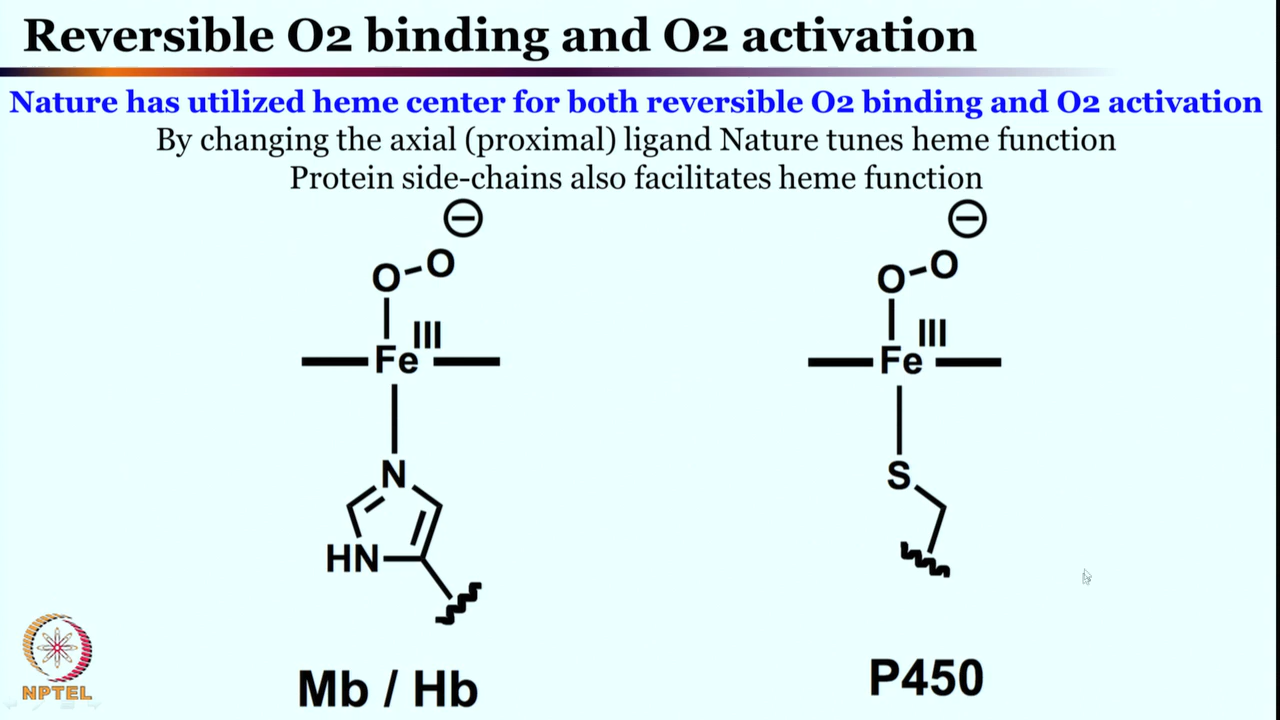 Reversible O2 binding and O2 activation
Nature has utilized heme center for both reversible O2 binding and O2 activation
By changing the axial (proximal) ligand Nature tunes heme function
Protein side-chains also facilitates heme function
O-O
Fe III
N
HN
Mb / Hb
O-O
Fe III
S
P450
NPTEL